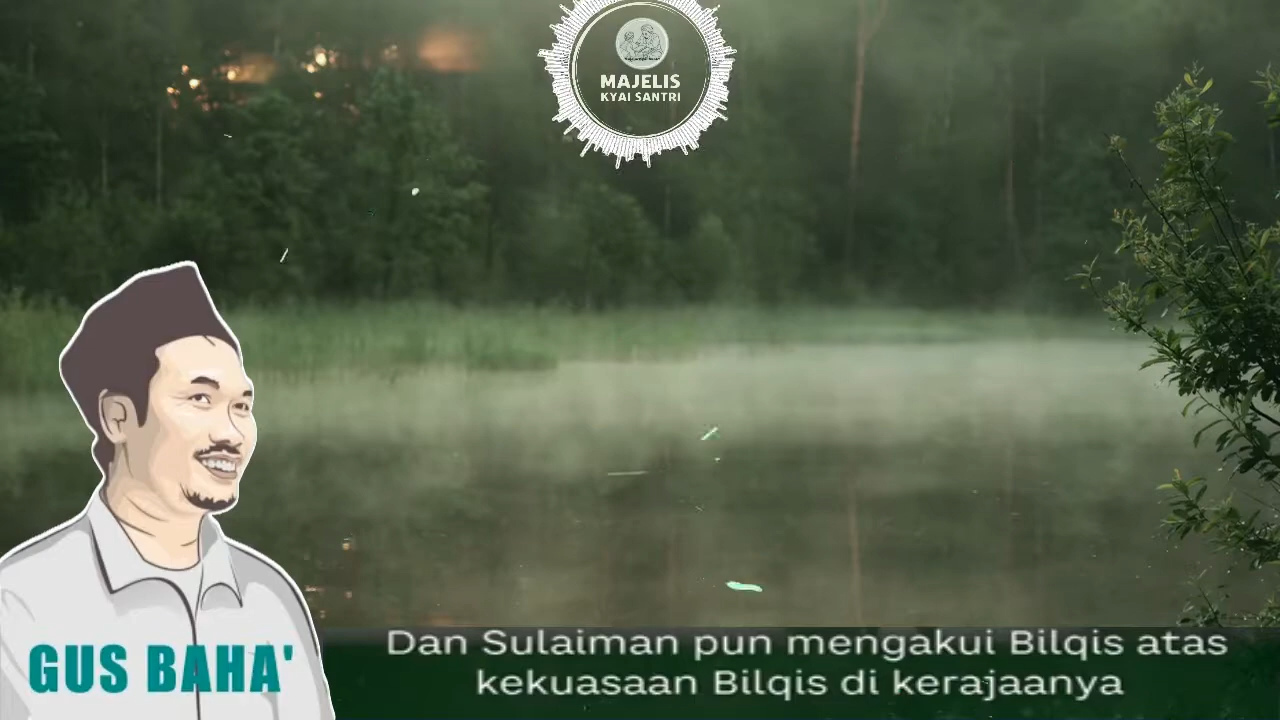 MAJELIS
KYAI SANTRI
GUS BAHA'
Dan Sulaiman pun mengakui Bilqis atas
kekuasaan Bilqis di kerajaanya